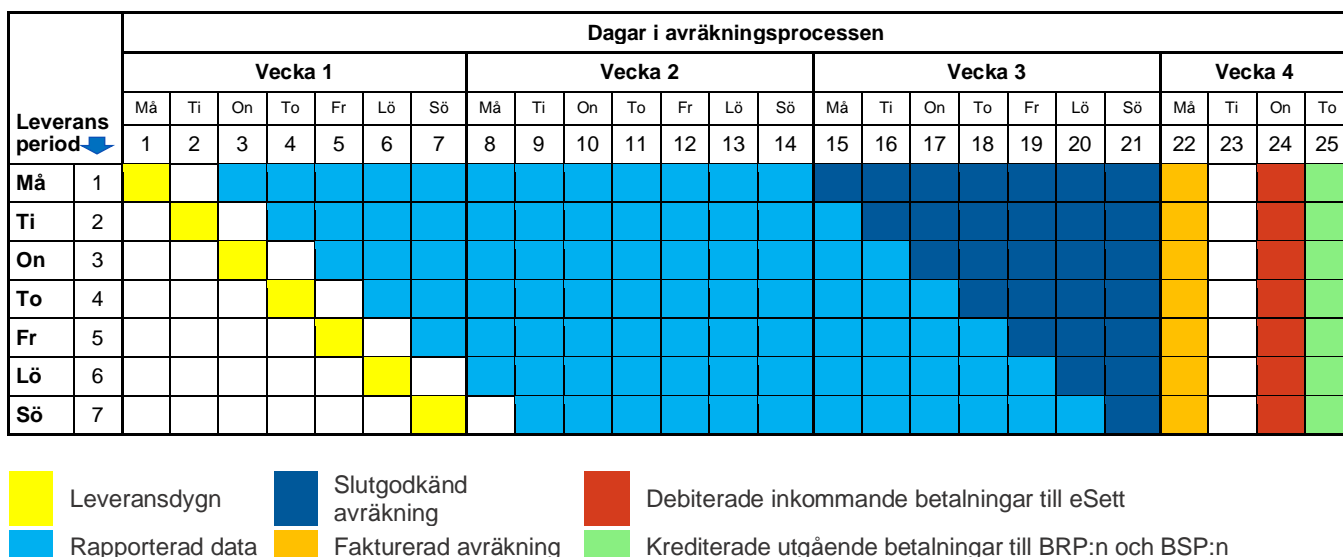 Dagar i avräkningsprocessen
Vecka 1 Vecka 2 Vecka 3 Vecka 4
Leverans period
Må Ti On To Fr Lö Sö Må Ti On To Fr Lö Sö Må Ti On To Fr Lö Sö Må Ti On To
1 2 3 4 5 6 7 8 9 10 11 12 13 14 15 16 17 18 19 20 21 22 23 24 25
Må 1
Ti 2
On 3
To 4
Fr 5
Lö 6
Sö 7
Leveransdygn
Slutgodkänd
avräkning
Debiterade inkommande betalningar till eSett
Rapporterad data
Fakturerad avräkning
Krediterade utgående betalningar till BRP:n och BSP:n